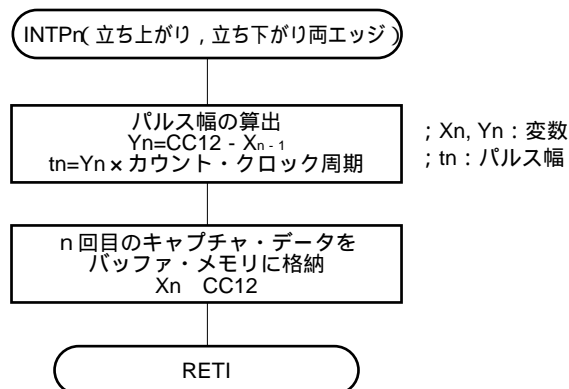 INTPn(立ち上がり,立ち下がり両エッジ)
パルス幅の算出
Yn=CC12 - Xn-1
tn=Yn×カウント・クロック周期
;Xn, Yn:変数
;tn:パルス幅
n回目のキャプチャ・データを
バッファ・メモリに格納
Xn CC12
RETI